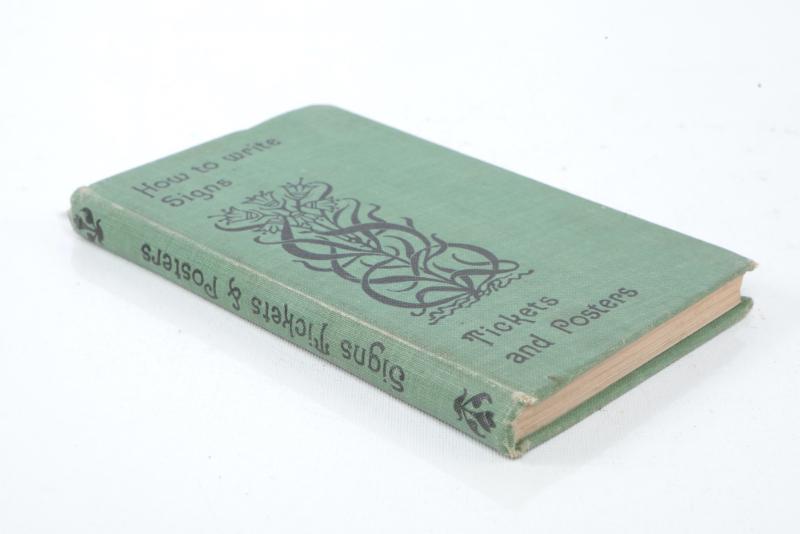 How to write
Signs
Tickets
and Posters
Signs Tickets & Posters